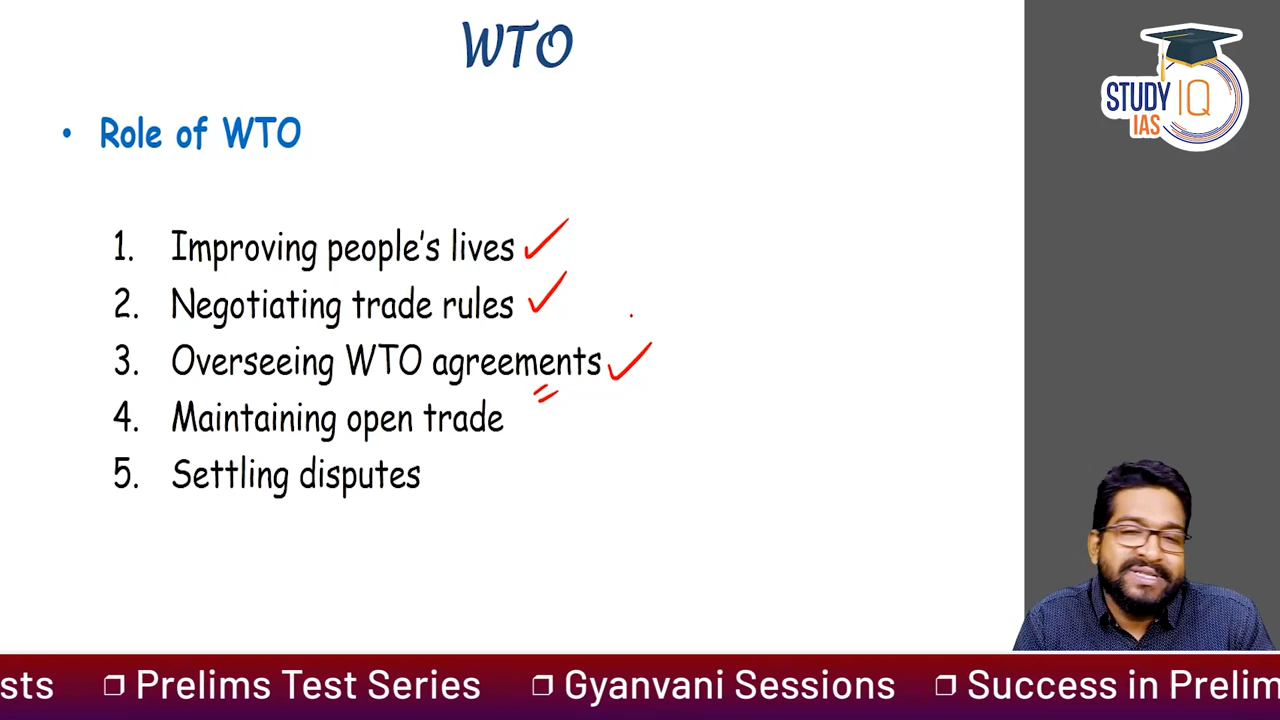 WTO
STUDY IQ
IAS
• Role of WTO
1. Improving people's lives
2. Negotiating trade rules
3. Overseeing WTO agreements
4. Maintaining open trade
5. Settling disputes
sts ❐ Prelims Test Series ❐ Gyanvani Sessions ❐ Success in Prelim